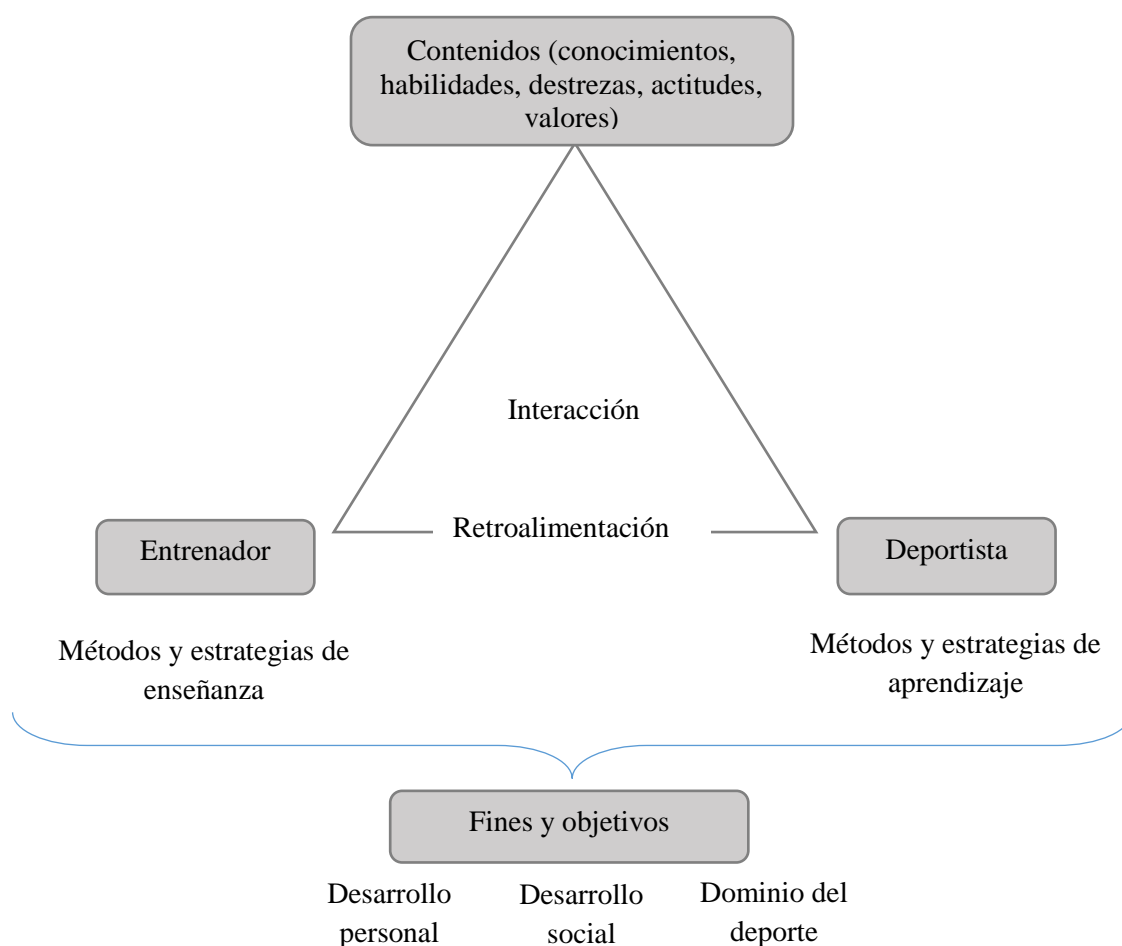 Contenidos (conocimientos,
habilidades, destrezas, actitudes,
valores)
Interacción
Retroalimentación
Entrenador
Deportista
Métodos y estrategias de
enseñanza
Métodos y estrategias de
aprendizaje
Fines y objetivos
Desarrollo
personal
Desarrollo
social
Dominio del
deporte